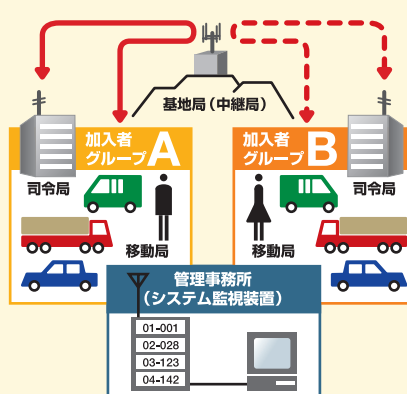 基地局(中継局)
加入者
グループA
司令局
移動局
加入者
グループB
司令局
移動局
管理事務所
(システム監視装置)
01-001
02-028
03-123
04-142